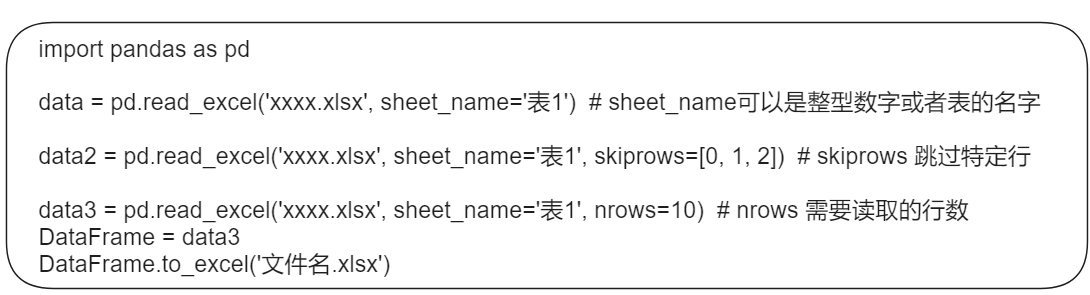 import pandas as pd
data = pd.read_excel('xxxx.xlsx', sheet_name='表1')  # sheet_name可以是整型数字或者表的名字
data2 = pd.read_excel('xxxx.xlsx', sheet_name='表1', skiprows=[0, 1, 2])  # skiprows 跳过特定行
data3 = pd.read_excel('xxxx.xlsx', sheet_name='表1', nrows=10)  # nrows 需要读取的行数
DataFrame = data3
DataFrame.to_excel('文件名.xlsx')